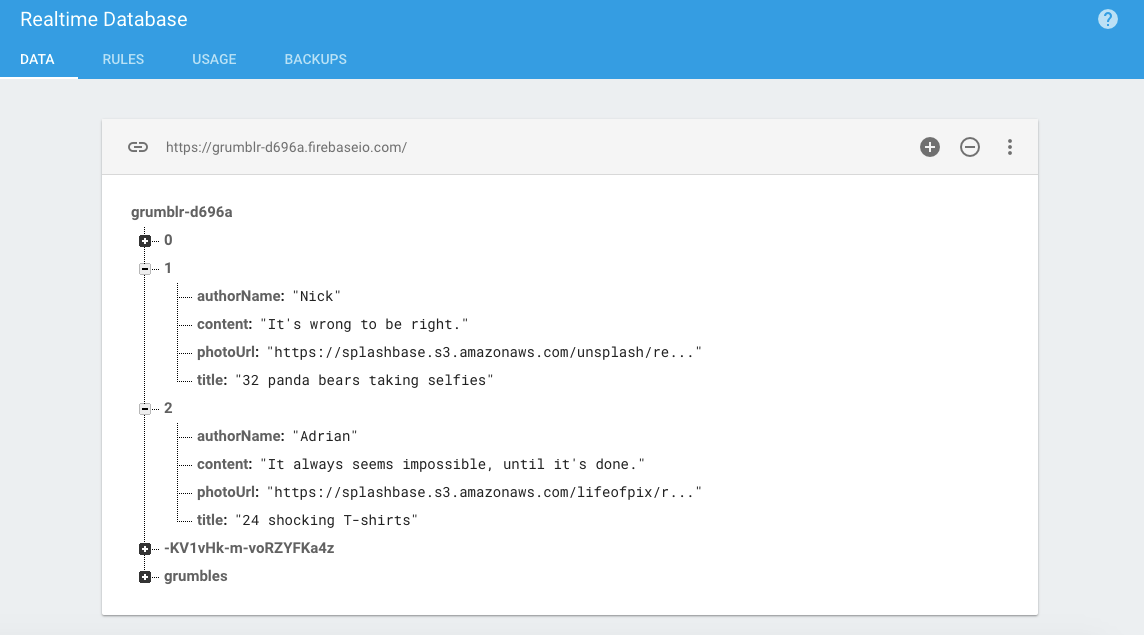 Realtime Database
?
DATA RULES USAGE BACKUPS
https://grumblr-d696a.firebaseio.com/
grumblr-d696a
0
1
authorName: "Nick"
content: "It's wrong to be right."
photoUrl: "https://splashbase.s3.amazonaws.com/unsplash/re..."
title: "32 panda bears taking selfies"
2
authorName: "Adrian"
content: "It always seems impossible, until it's done."
photoUrl: "https://splashbase.s3.amazonaws.com/lifeofpix/r..."
title: "24 shocking T-shirts"
-KV1vHk-m-voRZYFKa4z
grumbles